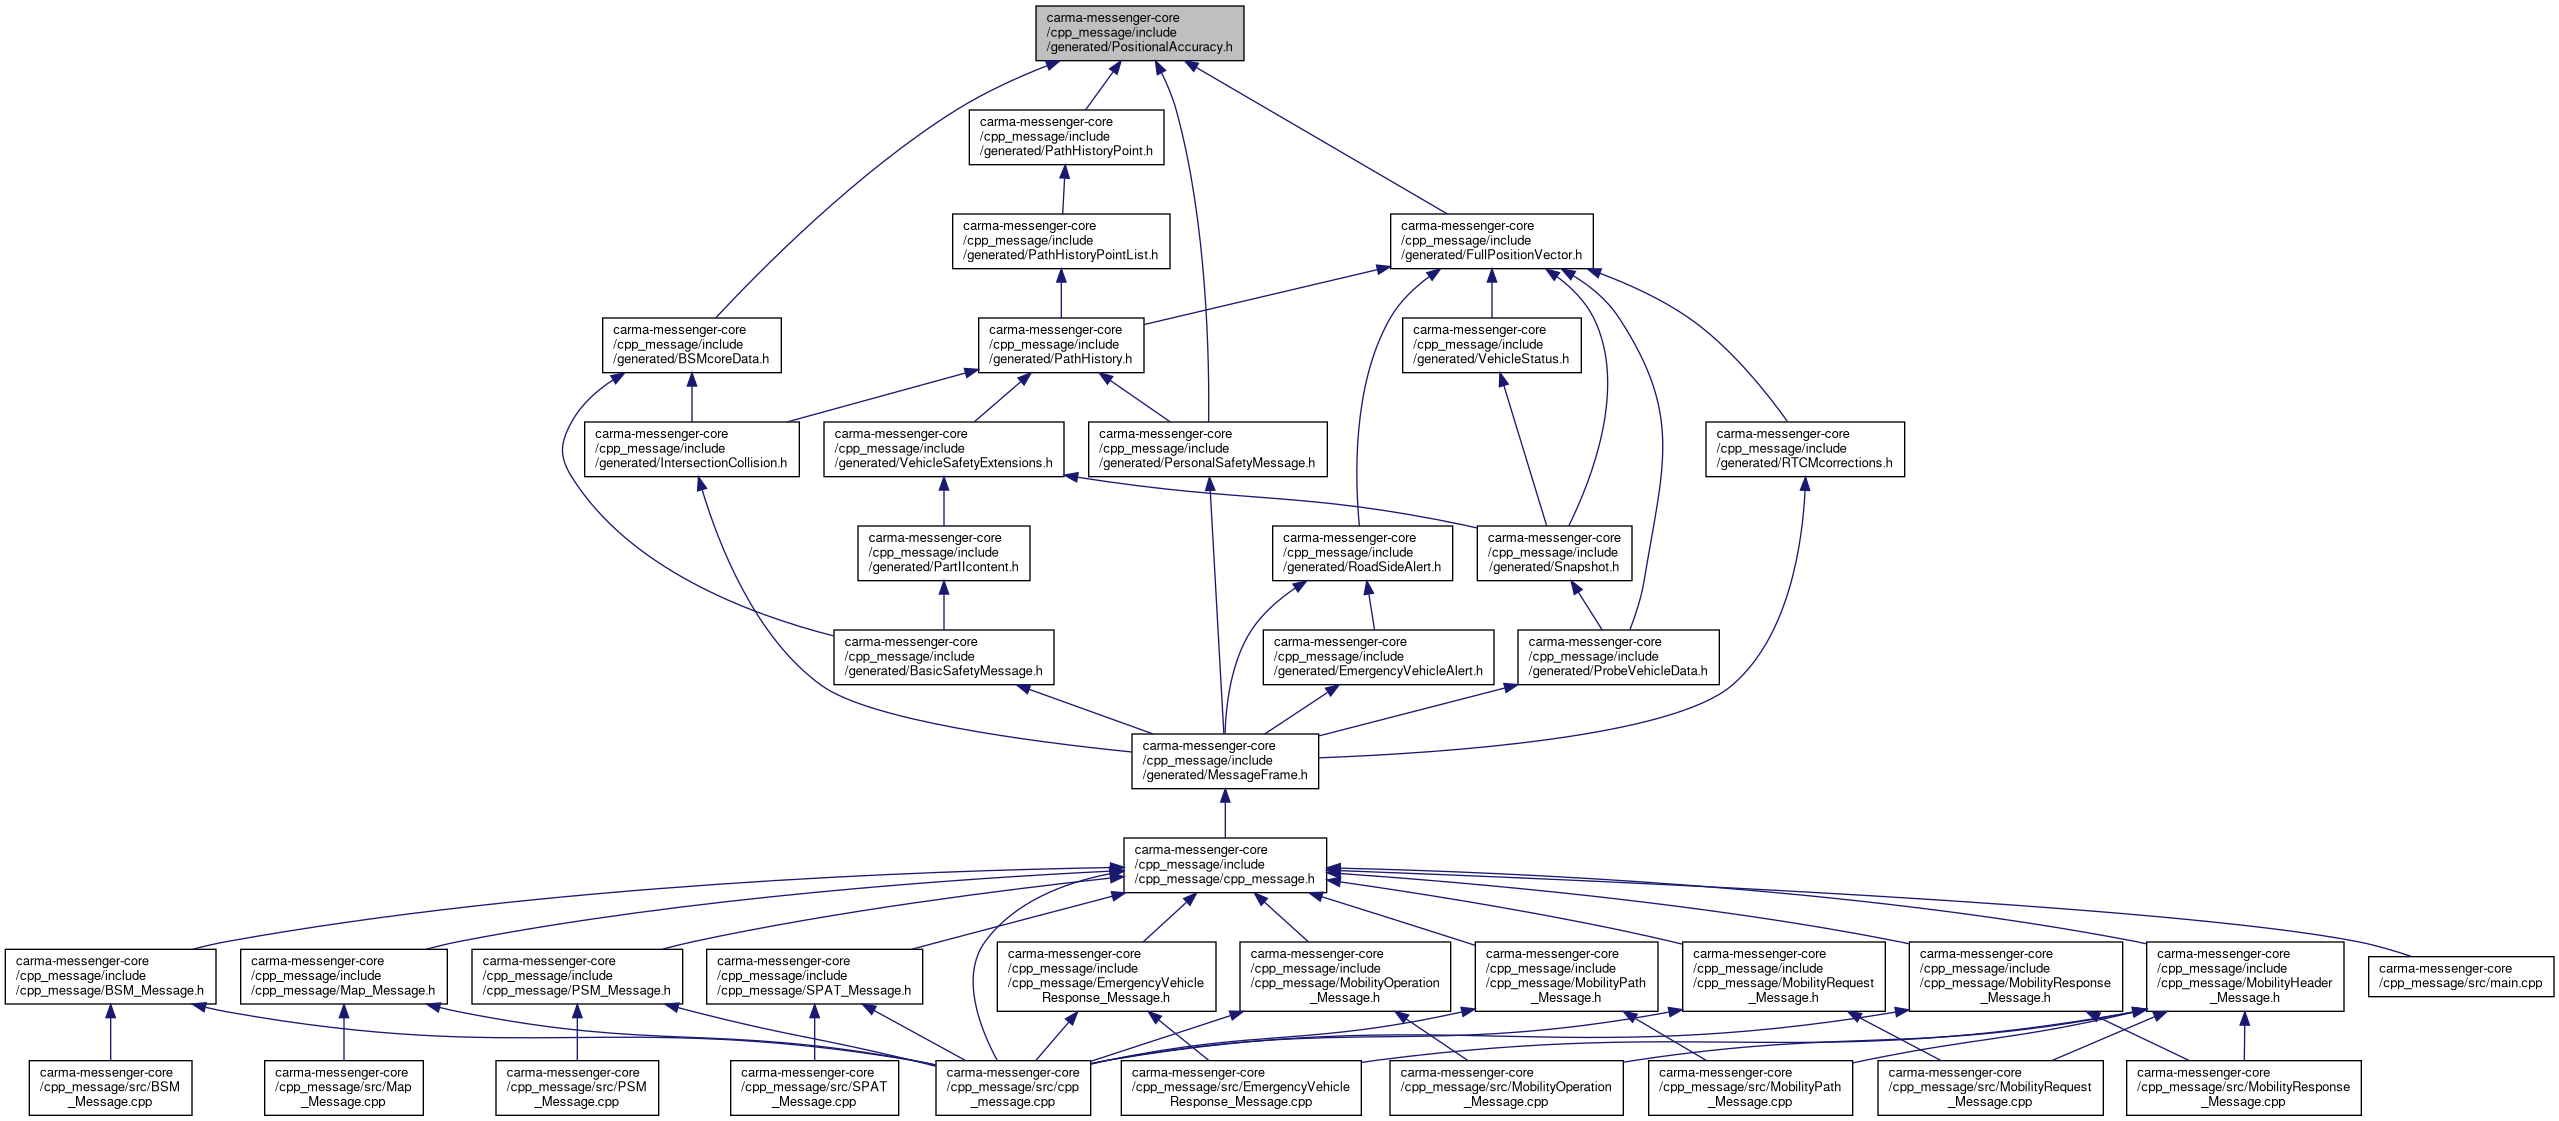 carma-messenger-core
/cpp_message/include
/generated/PositionalAccuracy.h
carma-messenger-core
/cpp_message/include
/generated/PathHistoryPoint.h
carma-messenger-core
/cpp_message/include
/generated/PathHistoryPointList.h
carma-messenger-core
/cpp_message/include
/generated/FullPositionVector.h
carma-messenger-core
/cpp_message/include
/generated/BSMcoreData.h
carma-messenger-core
/cpp_message/include
/generated/PathHistory.h
carma-messenger-core
/cpp_message/include
/generated/VehicleStatus.h
carma-messenger-core
/cpp_message/include
/generated/IntersectionCollision.h
carma-messenger-core
/cpp_message/include
/generated/VehicleSafetyExtensions.h
carma-messenger-core
/cpp_message/include
/generated/PersonalSafetyMessage.h
carma-messenger-core
/cpp_message/include
/generated/RTCMcorrections.h
carma-messenger-core
/cpp_message/include
/generated/PartIIcontent.h
carma-messenger-core
/cpp_message/include
/generated/RoadSideAlert.h
carma-messenger-core
/cpp_message/include
/generated/Snapshot.h
carma-messenger-core
/cpp_message/include
/generated/BasicSafetyMessage.h
carma-messenger-core
/cpp_message/include
/generated/EmergencyVehicleAlert.h
carma-messenger-core
/cpp_message/include
/generated/ProbeVehicleData.h
carma-messenger-core
/cpp_message/include
/generated/MessageFrame.h
carma-messenger-core
/cpp_message/include
/cpp_message/cpp_message.h
carma-messenger-core
/cpp_message/include
/cpp_message/BSM_Message.h
carma-messenger-core
/cpp_message/include
/cpp_message/Map_Message.h
carma-messenger-core
/cpp_message/include
/cpp_message/PSM_Message.h
carma-messenger-core
/cpp_message/include
/cpp_message/SPAT_Message.h
carma-messenger-core
/cpp_message/include
/cpp_message/EmergencyVehicle
Response_Message.h
carma-messenger-core
/cpp_message/include
/cpp_message/MobilityOperation
_Message.h
carma-messenger-core
/cpp_message/include
/cpp_message/MobilityPath
_Message.h
carma-messenger-core
/cpp_message/include
/cpp_message/MobilityRequest
_Message.h
carma-messenger-core
/cpp_message/include
/cpp_message/MobilityResponse
_Message.h
carma-messenger-core
/cpp_message/include
/cpp_message/MobilityHeader
_Message.h
carma-messenger-core
/cpp_message/src/main.cpp
carma-messenger-core
/cpp_message/src/BSM
_Message.cpp
carma-messenger-core
/cpp_message/src/Map
_Message.cpp
carma-messenger-core
/cpp_message/src/PSM
_Message.cpp
carma-messenger-core
/cpp_message/src/SPAT
_Message.cpp
carma-messenger-core
/cpp_message/src/cpp
_message.cpp
carma-messenger-core
/cpp_message/src/EmergencyVehicle
Response_Message.cpp
carma-messenger-core
/cpp_message/src/MobilityOperation
_Message.cpp
carma-messenger-core
/cpp_message/src/MobilityPath
_Message.cpp
carma-messenger-core
/cpp_message/src/MobilityRequest
_Message.cpp
carma-messenger-core
/cpp_message/src/MobilityResponse
_Message.cpp